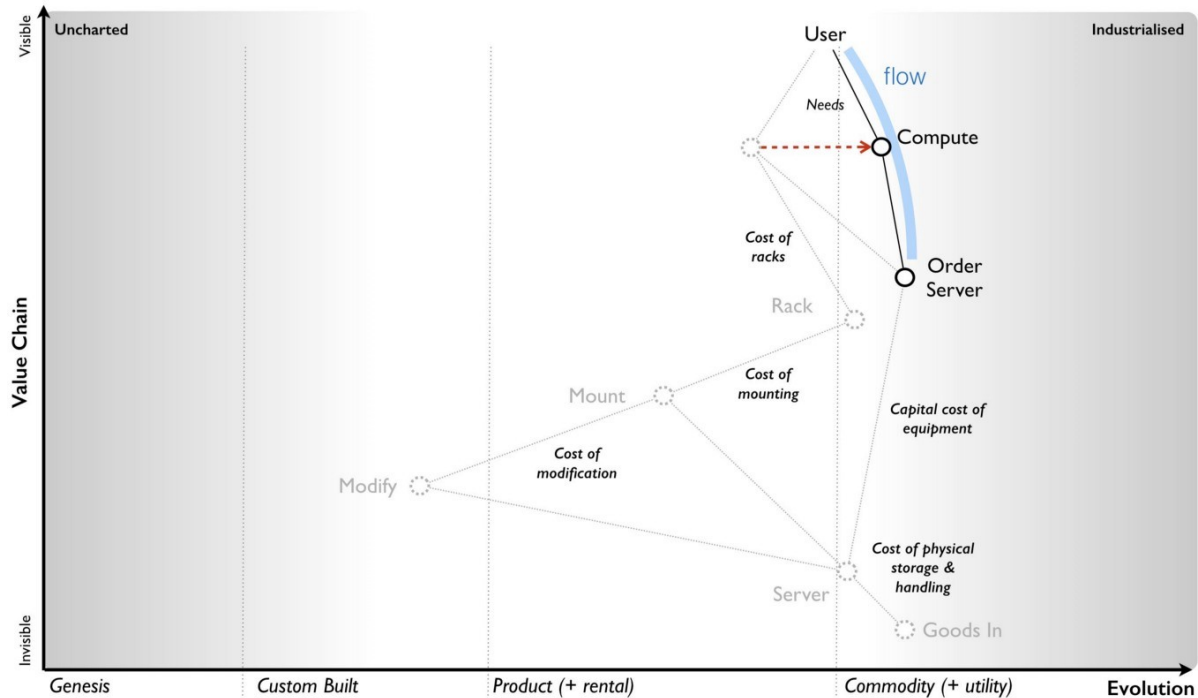 Visible
Uncharted
User
Industrialised
flow
Needs
Compute
Cost of
racks
Order
Server
Rack
Value Chain
Mount
Cost of
mounting
Capital cost of
equipment
Cost of
modification
Modify
Cost of physical
storage &
handling
Server
Invisible
Goods In
Genesis
Custom Built
Product (+ rental)
Commodity (+ utility)
Evolution